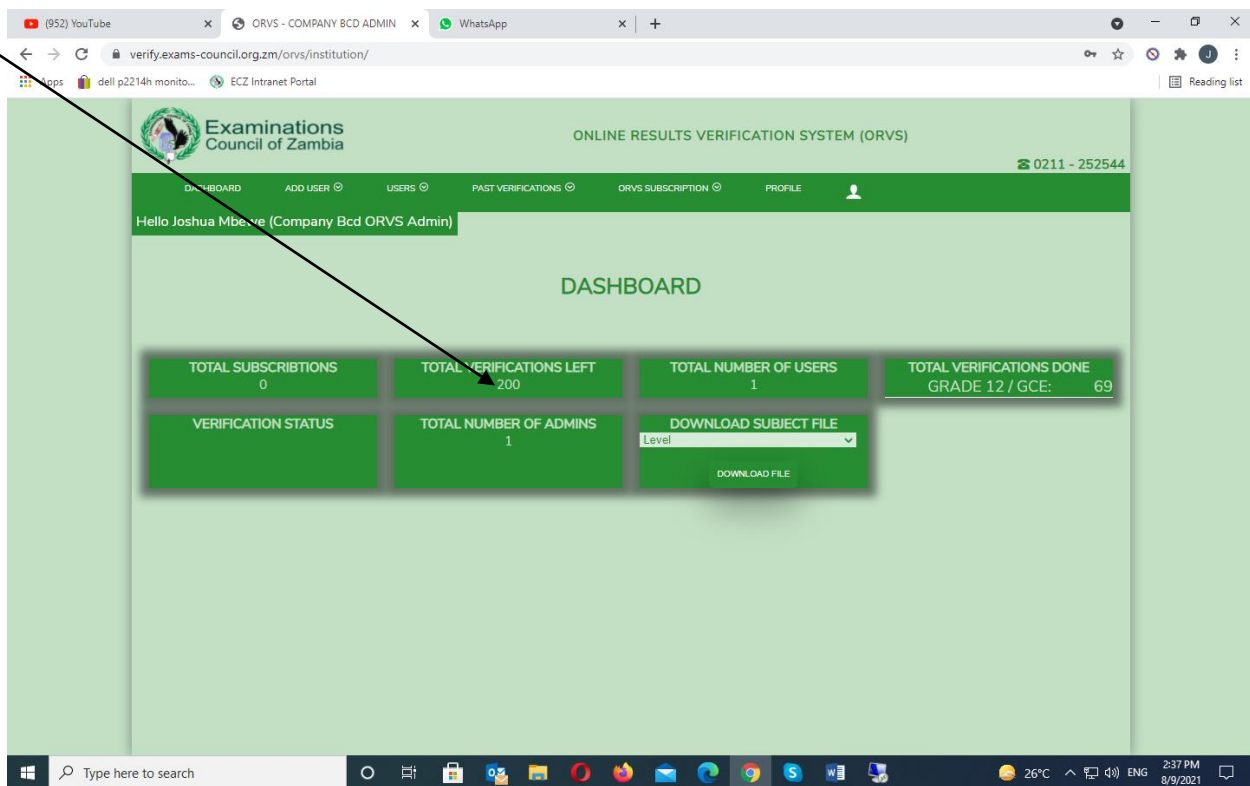 (952) YouTube
ORVS - COMPANY BCD ADMIN
WhatsApp
verify.exams-council.org.zm/orvs/institution/
J
Apps
dell p2214h monito...
ECZ Intranet Portal
Reading list
Examinations
Council of Zambia
ONLINE RESULTS VERIFICATION SYSTEM (ORVS)
0211 - 252544
DASHBOARD ADD USER USERS PAST VERIFICATIONS ORVS SUBSCRIPTION PROFILE
Hello Joshua Mbewe (Company Bcd ORVS Admin)
DASHBOARD
TOTAL SUBSCRIBTIONS
0
TOTAL VERIFICATIONS LEFT
200
TOTAL NUMBER OF USERS
1
TOTAL VERIFICATIONS DONE
GRADE 12 / GCE: 69
VERIFICATION STATUS
TOTAL NUMBER OF ADMINS
1
DOWNLOAD SUBJECT FILE
Level
DOWNLOAD FILE
Type here to search
26°C
ENG
2:37 PM
8/9/2021